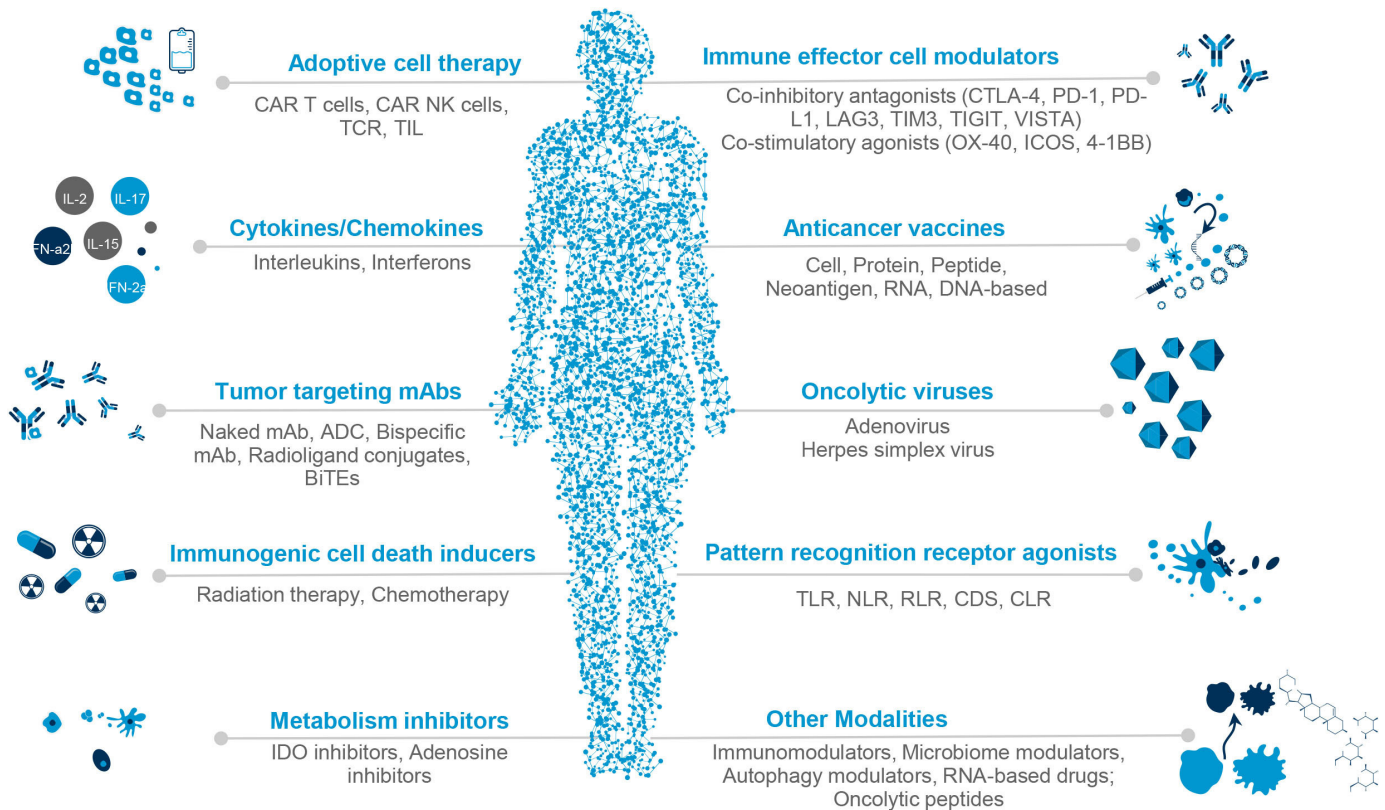 Adoptive cell therapy
CAR T cells, CAR NK cells,
TCR, TIL
Immune effector cell modulators
Co-inhibitory antagonists (CTLA-4, PD-1, PD-
L1, LAG3, TIM3, TIGIT, VISTA)
Co-stimulatory agonists (OX-40, ICOS, 4-1BB)
IL-2
IL-17
FN-a2
IL-15
FN-2a
Cytokines/Chemokines
Interleukins, Interferons
Anticancer vaccines
Cell, Protein, Peptide,
Neoantigen, RNA, DNA-based
Tumor targeting mAbs
Naked mAb, ADC, Bispecific
mAb, Radioligand conjugates,
BiTEs
Oncolytic viruses
Adenovirus
Herpes simplex virus
Immunogenic cell death inducers
Radiation therapy, Chemotherapy
Pattern recognition receptor agonists
TLR, NLR, RLR, CDS, CLR
Metabolism inhibitors
IDO inhibitors, Adenosine
inhibitors
Other Modalities
Immunomodulators, Microbiome modulators,
Autophagy modulators, RNA-based drugs;
Oncolytic peptides